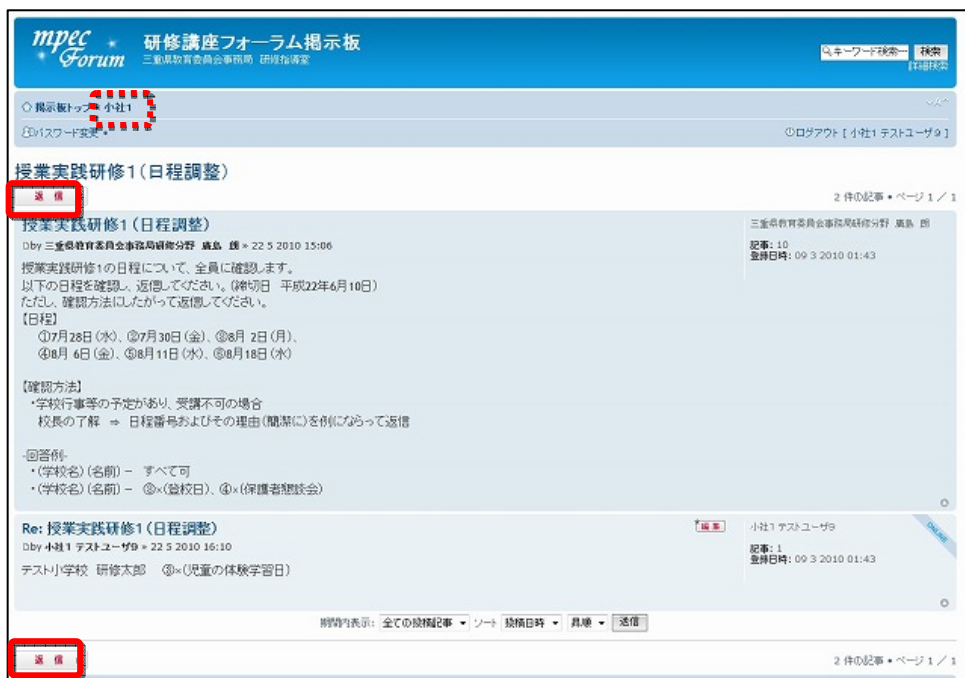 mpec Forum
研修講座フォーラム掲示板
三重県教育委員会事務局 研修指導室
キーワード検索… 検索
詳細検索
掲示板トップ ‹ 小社1
パスワード変更 •
ログアウト [ 小社1 テストユーザ9 ]
授業実践研修1(日程調整)
返 信
2 件の記事 • ページ 1 / 1
授業実践研修1(日程調整)
by 三重県教育委員会事務局研修分野 廣島 朗 » 22 5 2010 15:06
三重県教育委員会事務局研修分野 廣島 朗
記事: 10
登録日時: 09 3 2010 01:43
授業実践研修1の日程について、全員に確認します。
以下の日程を確認し、返信してください。(締切日 平成22年6月10日)
ただし、確認方法にしたがって返信してください。
【日程】
①7月28日(水)、②7月30日(金)、③8月 2日(月)、
④8月 6日(金)、⑤8月11日(水)、⑥8月18日(水)
【確認方法】
・学校行事等の予定があり、受講不可の場合
校長の了解 ⇒ 日程番号およびその理由(簡潔に)を例にならって返信
-回答例-
・(学校名)(名前)- すべて可
・(学校名)(名前)- ③×(登校日)、④×(保護者懇談会)
Re: 授業実践研修1(日程調整)
by 小社1 テストユーザ9 » 22 5 2010 16:10
編集
小社1 テストユーザ9
記事: 1
登録日時: 09 3 2010 01:43
ONLINE
テスト小学校 研修太郎 ③×(児童の体験学習日)
期間内表示: 全ての投稿記事 ソート 投稿日時 昇順 送信
返 信
2 件の記事 • ページ 1 / 1